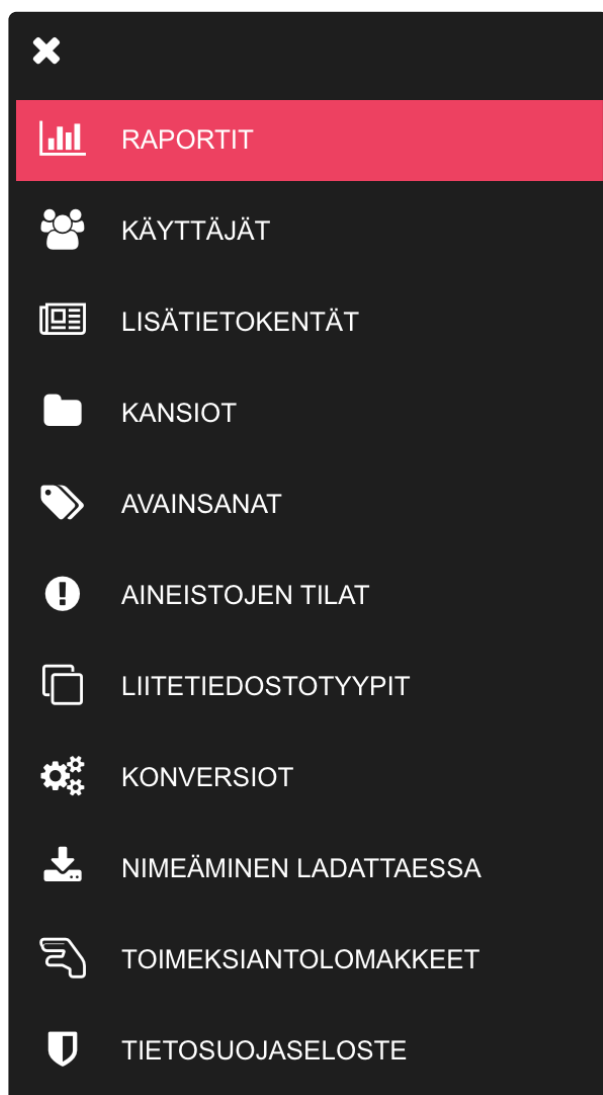 RAPORTIT
KÄYTTÄJÄT
LISÄTIETOKENTÄT
KANSIOT
AVAINSANAT
AINEISTOJEN TILAT
LIITETIEDOSTOTYYPIT
KONVERSIOT
NIMEÄMINEN LADATTAESSA
TOIMEKSIANTOLOMAKKEET
TIETOSUOJASELOSTE